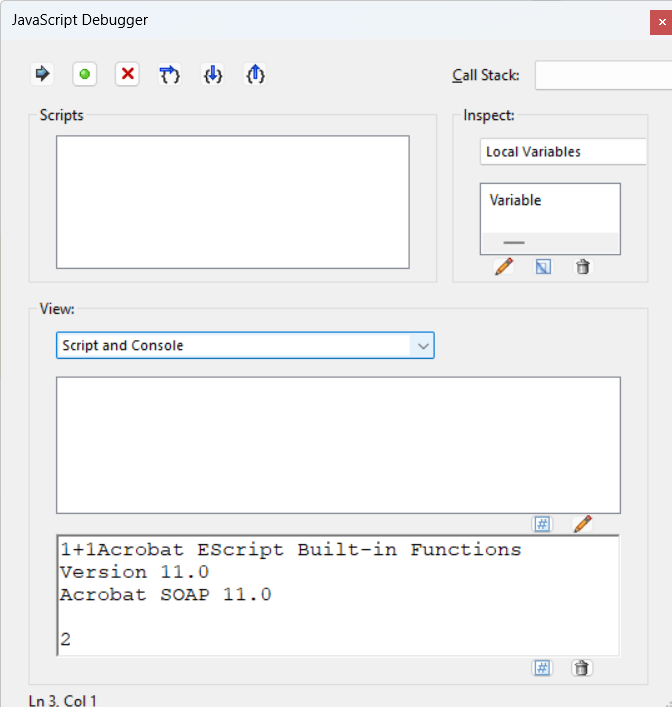 JavaScript Debugger
Call Stack:
Scripts
Inspect:
Local Variables
Variable
View:
Script and Console
1+1Acrobat EScript Built-in Functions
Version 11.0
Acrobat SOAP 11.0
2
Ln 3, Col 1